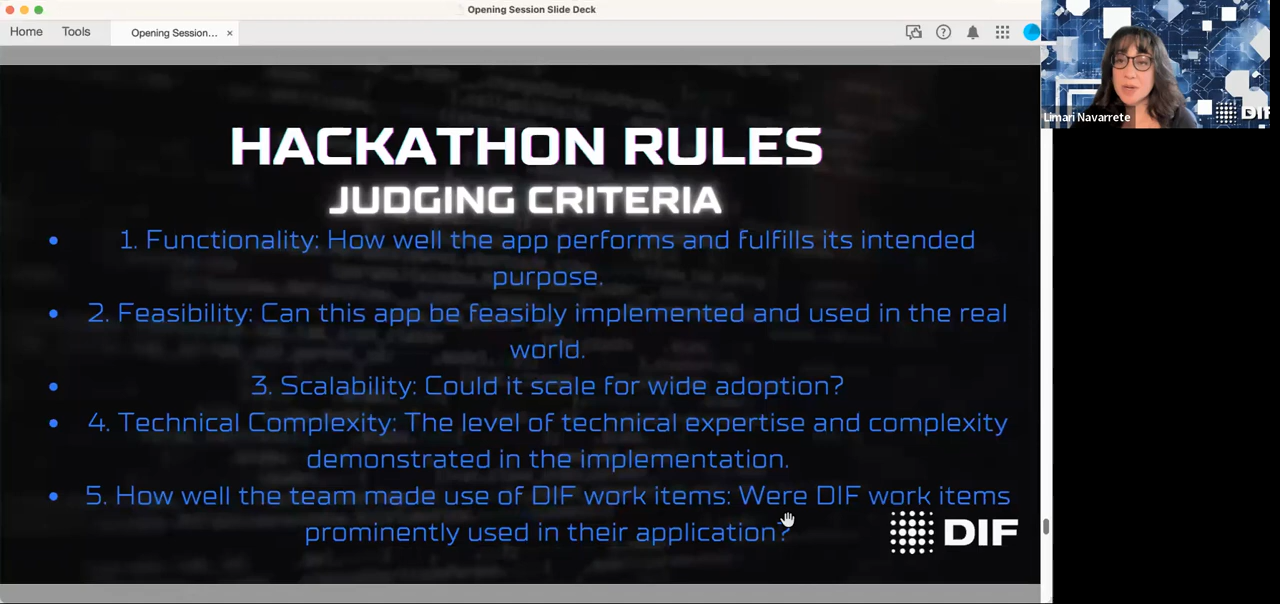 Opening Session Slide Deck
Home
Tools
Opening Session...
×
?
HACKATHON RULES
JUDGING CRITERIA
• 1. Functionality: How well the app performs and fulfills its intended
purpose.
• 2. Feasibility: Can this app be feasibly implemented and used in the real
world.
• 3. Scalability: Could it scale for wide adoption?
• 4. Technical Complexity: The level of technical expertise and complexity
demonstrated in the implementation.
• 5. How well the team made use of DIF work items: Were DIF work items
prominently used in their application?
DIF
Limari Navarrete
DIF